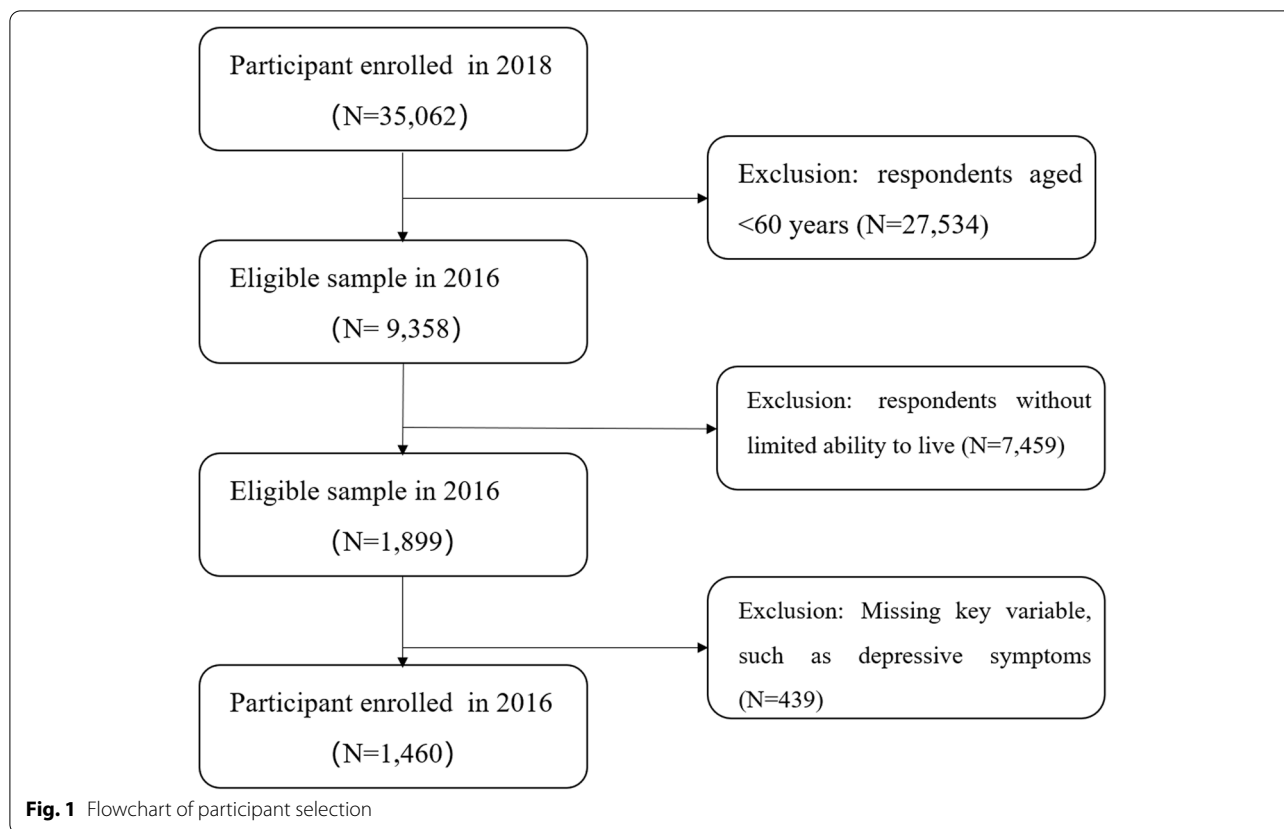 Participant enrolled in 2018
(N=35,062)
Exclusion: respondents aged
<60 years (N=27,534)
Eligible sample in 2016
(N= 9,358)
Exclusion: respondents without
limited ability to live (N=7,459)
Eligible sample in 2016
(N=1,899)
Exclusion: Missing key variable,
such as depressive symptoms
(N=439)
Participant enrolled in 2016
(N=1,460)
Fig. 1 Flowchart of participant selection